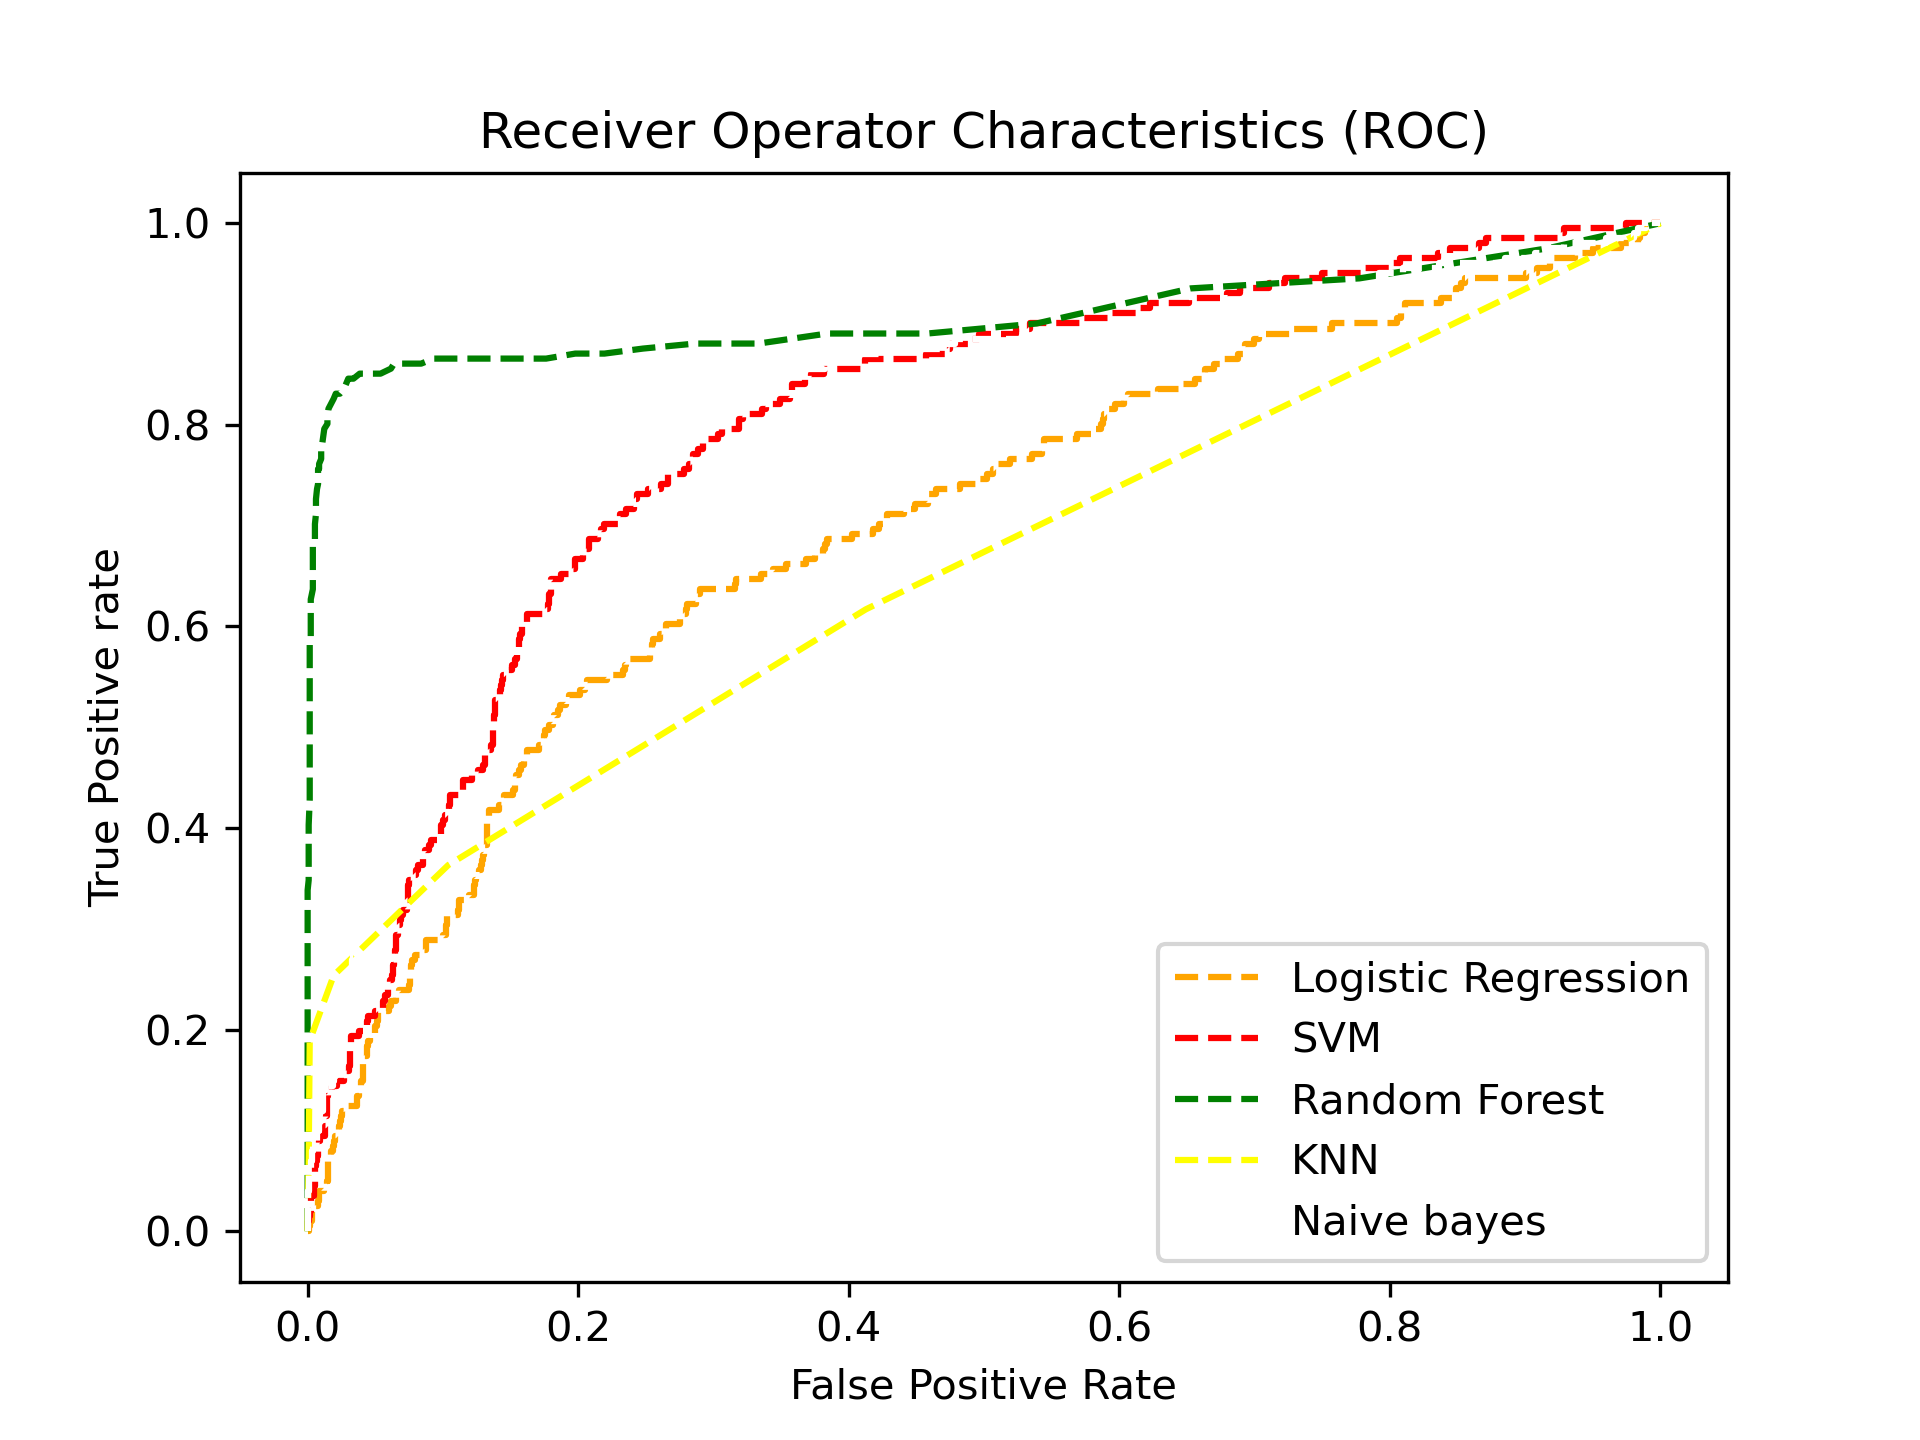 Receiver Operator Characteristics (ROC)
True Positive rate
1.0
0.8
0.6
0.4
0.2
0.0
Logistic Regression
SVM
Random Forest
KNN
Naive bayes
0.0 0.2 0.4 0.6 0.8 1.0
False Positive Rate